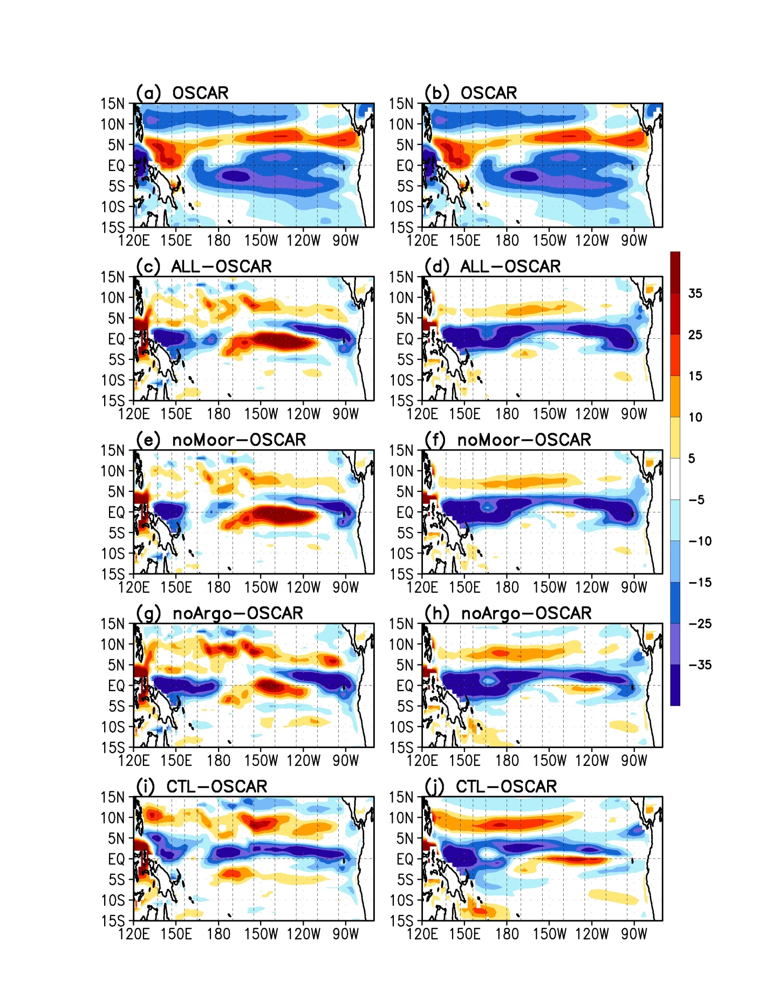 (a) OSCAR
15N
10N
5N
EQ
5S
10S
15S
120E 150E 180 150W 120W 90W
(b) OSCAR
15N
10N
5N
EQ
5S
10S
15S
120E 150E 180 150W 120W 90W
(c) ALL-OSCAR
15N
10N
5N
EQ
5S
10S
15S
120E 150E 180 150W 120W 90W
(d) ALL-OSCAR
15N
10N
5N
EQ
5S
10S
15S
120E 150E 180 150W 120W 90W
(e) noMoor-OSCAR
15N
10N
5N
EQ
5S
10S
15S
120E 150E 180 150W 120W 90W
(f) noMoor-OSCAR
15N
10N
5N
EQ
5S
10S
15S
120E 150E 180 150W 120W 90W
(g) noArgo-OSCAR
15N
10N
5N
EQ
5S
10S
15S
120E 150E 180 150W 120W 90W
(h) noArgo-OSCAR
15N
10N
5N
EQ
5S
10S
15S
120E 150E 180 150W 120W 90W
(i) CTL-OSCAR
15N
10N
5N
EQ
5S
10S
15S
120E 150E 180 150W 120W 90W
(j) CTL-OSCAR
15N
10N
5N
EQ
5S
10S
15S
120E 150E 180 150W 120W 90W
35
25
15
10
5
-5
-10
-15
-25
-35